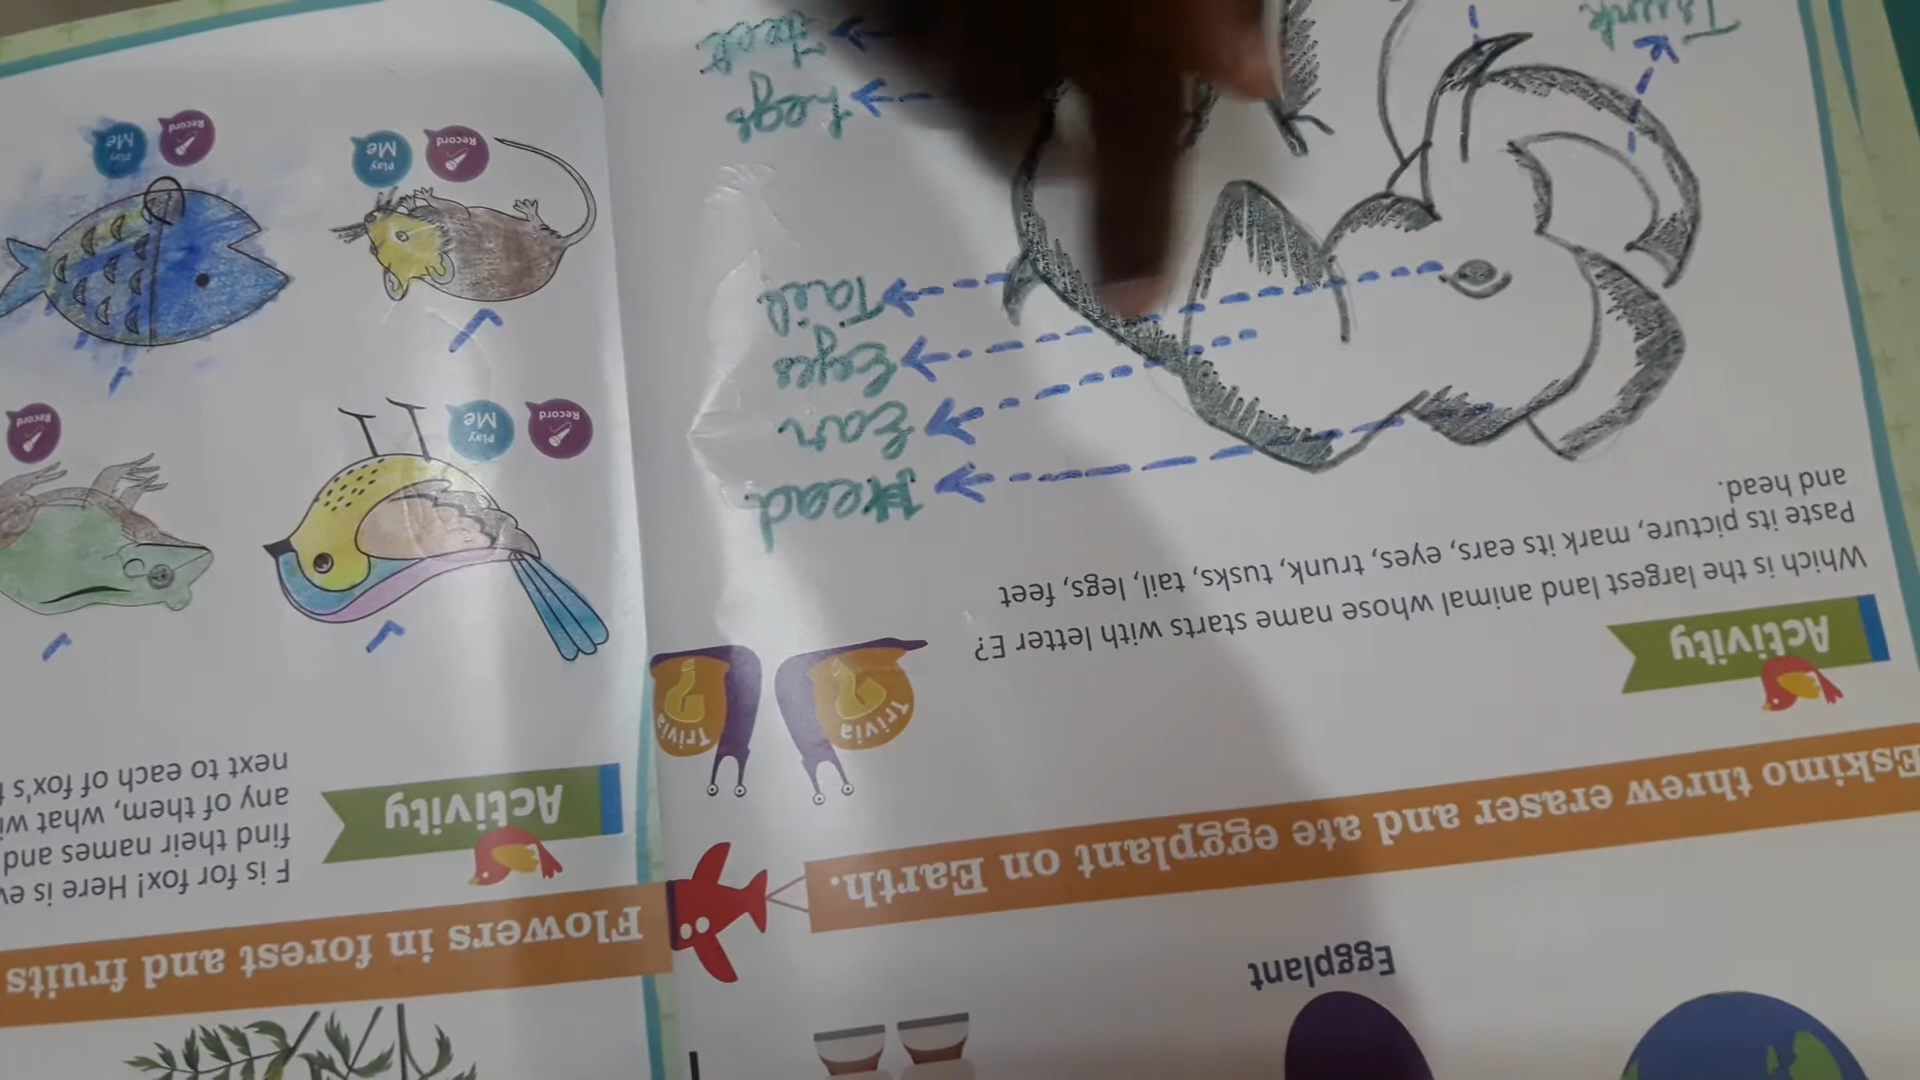 Eggplant
Eskimo threw eraser and ate eggplant on Earth.
Activity
Trivia
Trivia
Which is the largest land animal whose name starts with letter E?
Paste its picture, mark its ears, eyes, trunk, tusks, tail, legs, feet
and head.
Head
Ear
Eyes
Tail
Legs
Feet
Trunk
Flowers in forest and fruits
Activity
F is for fox! Here is
find their names and
any of them, what
next to each of fox's
Record
Play
Me
Record
Record
Play
Me
Record
Play
Me